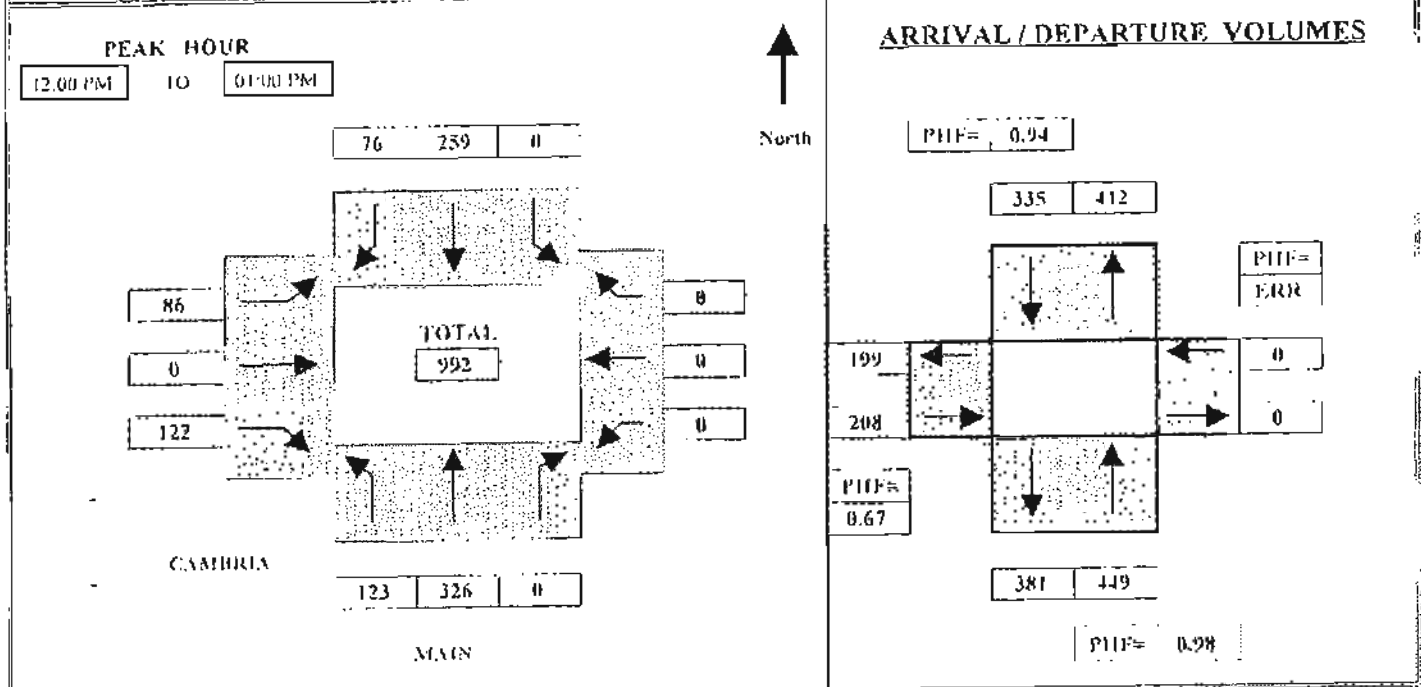 PEAK HOUR
12:00 PM TO 01:00 PM
76 259 0
North
86
0
122
TOTAL
992
0
0
0
CAMBRIA
123 326 0
MAIN
ARRIVAL / DEPARTURE VOLUMES
PHF= 0.94
335 412
PHF=
ERR
199
208
0
0
PHF=
0.67
381 449
PHF= 0.98